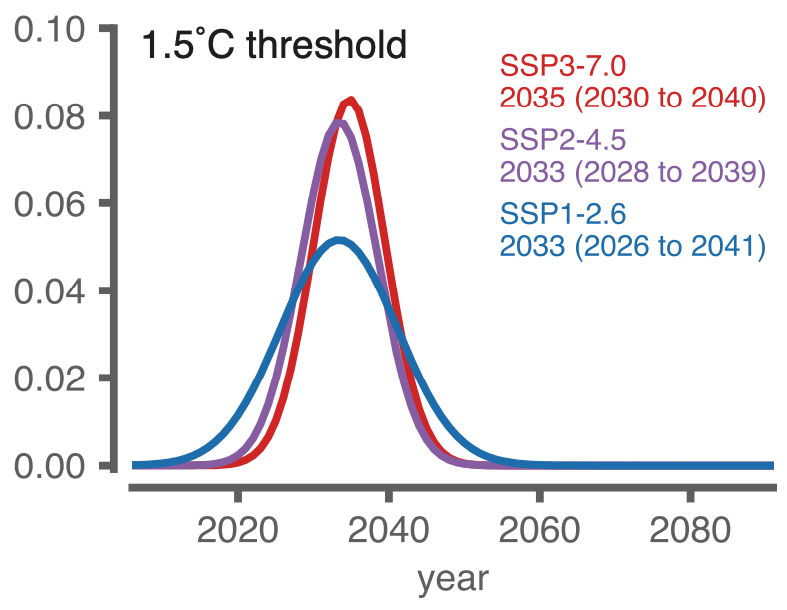 1.5˚C threshold
SSP3-7.0
2035 (2030 to 2040)
SSP2-4.5
2033 (2028 to 2039)
SSP1-2.6
2033 (2026 to 2041)
0.10
0.08
0.06
0.04
0.02
0.00
2020 2040 2060 2080
year